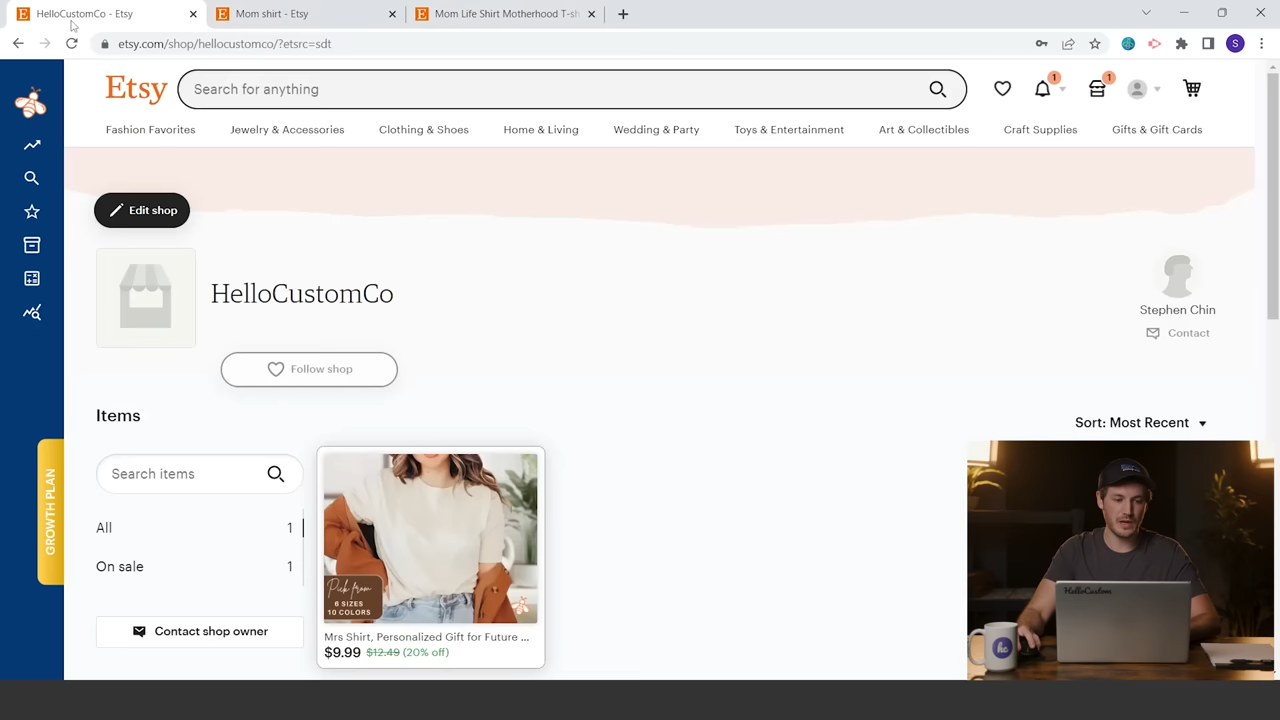 HelloCustomCo - Etsy
Mom shirt - Etsy
Mom Life Shirt Motherhood T-sh
etsy.com/shop/hellocustomco/?etsrc=sdt
S
Etsy
Search for anything
1
1
Fashion Favorites
Jewelry & Accessories
Clothing & Shoes
Home & Living
Wedding & Party
Toys & Entertainment
Art & Collectibles
Craft Supplies
Gifts & Gift Cards
Edit shop
HelloCustomCo
Stephen Chin
Contact
Follow shop
Items
Sort: Most Recent
Search items
All 1
On sale 1
Contact shop owner
GROWTH PLAN
Pick from
6 SIZES
10 COLORS
Mrs Shirt, Personalized Gift for Future ...
$9.99 $12.49 (20% off)
HelloCustom
hc